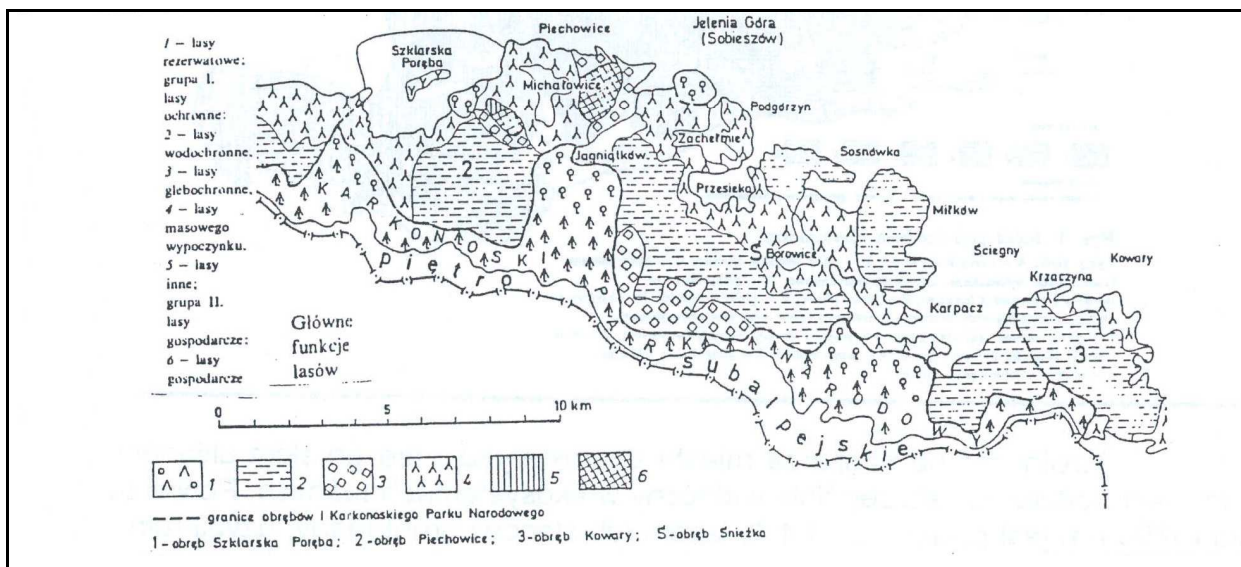 1 – lasy
rezerwatowe;
grupa I.
lasy
ochronne:
2 – lasy
wodochronne.
3 – lasy
glebochronne.
4 – lasy
masowego
wypoczynku.
5 – lasy
inne;
grupa II.
lasy
gospodarcze:
6 – lasy
gospodarcze
Główne
funkcje
lasów
Piechowice
Jelenia Góra
(Sobieszów)
Szklarska
Poręba
Michałowice
Podgórzyn
Zachełmie
Jagniątków
Sosnówka
Przesieka
2
Miłków
S
Borowice
Ściegny
Kowary
Krzaczyna
Karpacz
3
KARKONOSKI PARK NARODOWY
piętro subalpejskie
0 5 10 km
1 2 3 4 5 6
granice obrębów i Karkonoskiego Parku Narodowego
1-obręb Szklarska Poręba; 2-obręb Piechowice; 3-obręb Kowary; S-obręb Śnieżka